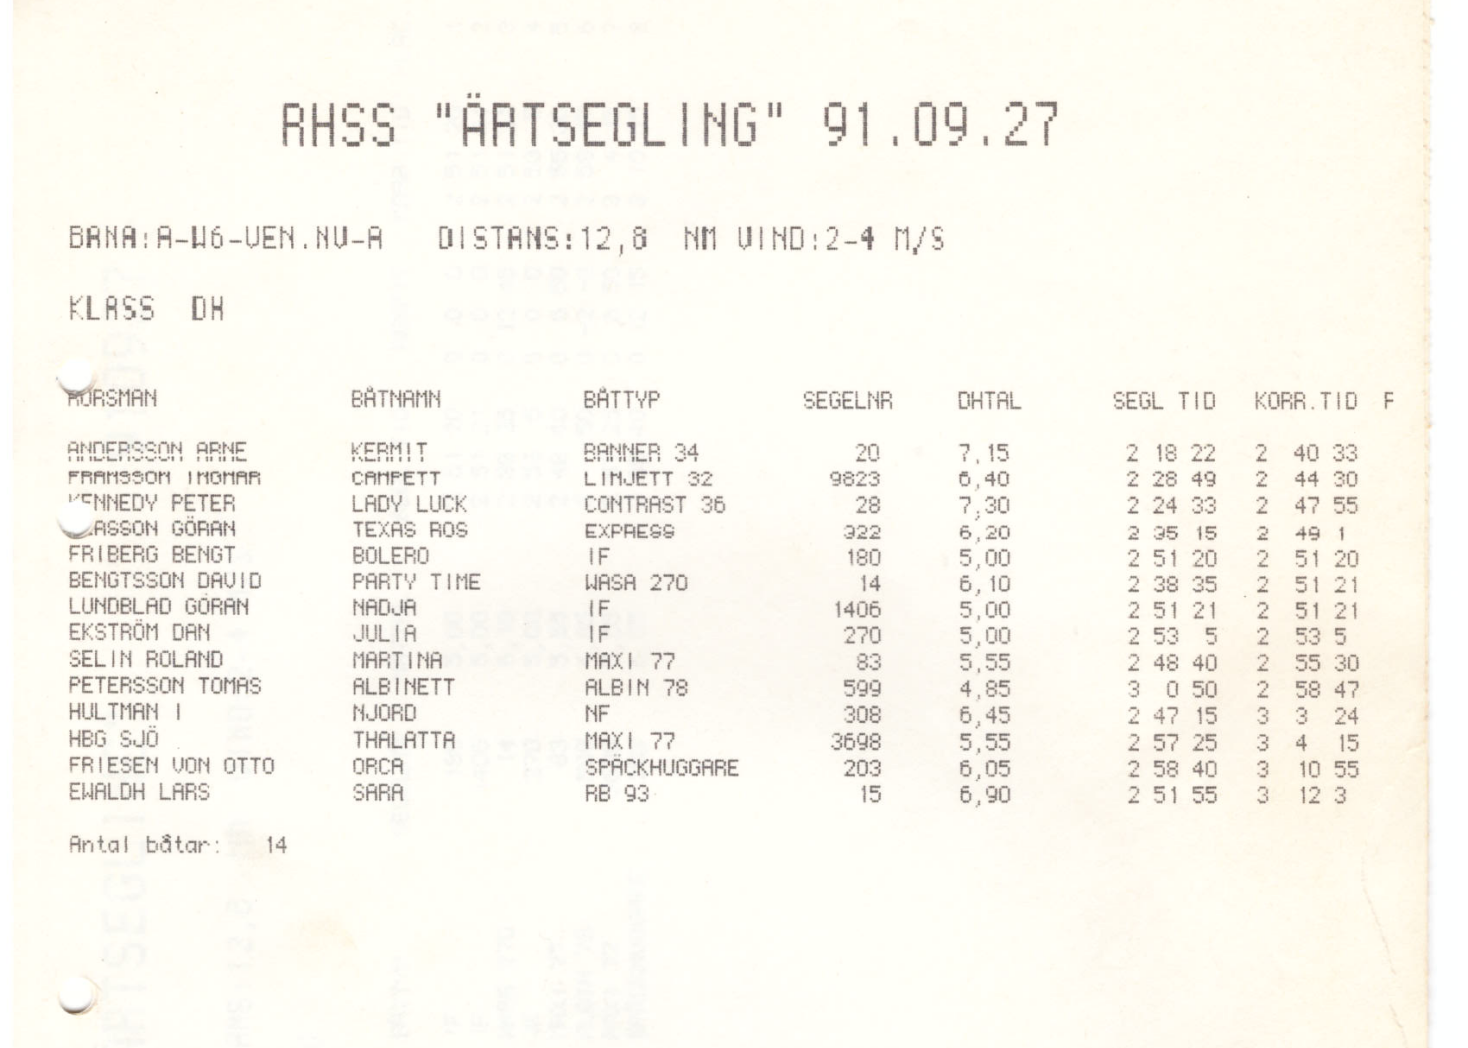 RHSS "ÄRTSEGLING" 91.09.27
BANA:A-W6-VEN.NV-A DISTANS:12,8 NM VIND:2-4 M/S
KLASS DH
RORSMAN BÅTNAMN BÅTTYP SEGELNR DHTAL SEGL TID KORR.TID F
ANDERSSON ARNE KERMIT BANNER 34 20 7,15 2 18 22 2 40 33
FRANSSON INGMAR CAMPETT LINJETT 32 9823 6,40 2 28 49 2 44 30
KENNEDY PETER LADY LUCK CONTRAST 36 28 7,30 2 24 33 2 47 55
GÖRAN TEXAS ROS EXPRESS 922 6,20 2 35 15 2 49 1
FRIBERG BENGT BOLERO IF 180 5,00 2 51 20 2 51 20
BENGTSSON DAVID PARTY TIME WASA 270 14 6,10 2 38 35 2 51 21
LUNDBLAD GÖRAN NADJA IF 1406 5,00 2 51 21 2 51 21
EKSTRÖM DAN JULIA IF 270 5,00 2 53 5 2 53 5
SELIN ROLAND MARTINA MAXI 77 83 5,55 2 48 40 2 55 30
PETERSSON TOMAS ALBINETT ALBIN 78 599 4,85 3 0 50 2 58 47
HULTMAN I NJORD NF 308 6,45 2 47 15 3 3 24
HBG SJÖ THALATTA MAXI 77 3698 5,55 2 57 25 3 4 15
FRIESEN VON OTTO ORCA SPÄCKHUGGARE 203 6,05 2 58 40 3 10 55
EWALDH LARS SARA RB 93 15 6,90 2 51 55 3 12 3
Antal båtar: 14